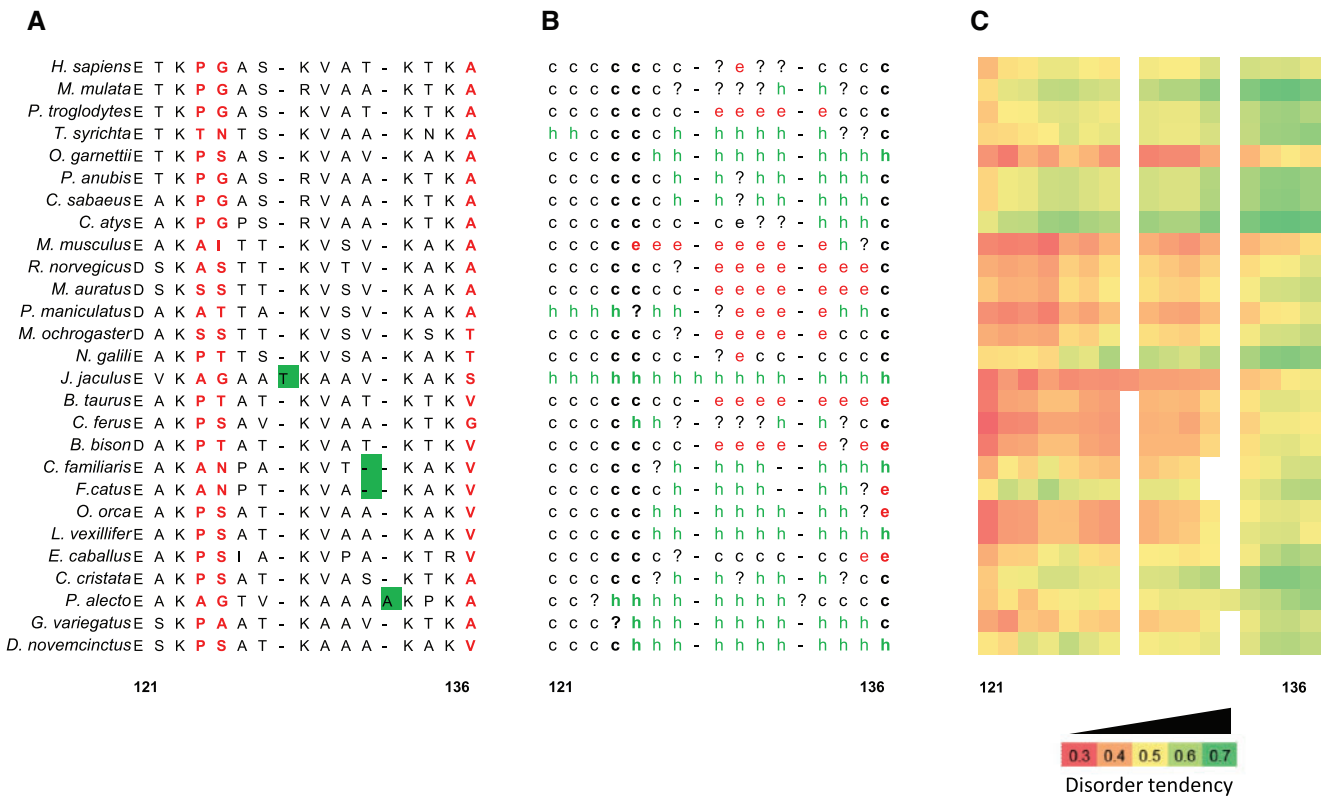 A
H. sapiens E T K P G A S - K V A T - K T K A
M. mulata E T K P G A S - R V A A - K T K A
P. troglodytes E T K P G A S - K V A T - K T K A
T. syrichta E T K T N T S - K V A A - K N K A
O. garnettii E T K P S A S - K V A V - K A K A
P. anubis E T K P G A S - R V A A - K T K A
C. sabaeus E A K P G A S - R V A A - K T K A
C. atys E A K P G P S - R V A A - K T K A
M. musculus E A K A I T T - K V S V - K A K A
R. norvegicus D S K A S T T - K V T V - K A K A
M. auratus D S K S S T T - K V S V - K A K A
P. maniculatus D A K A T T A - K V S V - K A K A
M. ochrogaster D A K S S T T - K V S V - K S K T
N. galili E A K P T T S - K V S A - K A K T
J. jaculus E V K A G A A T K A A V - K A K S
B. taurus E A K P T A T - K V A T - K T K V
C. ferus E A K P S A V - K V A A - K T K G
B. bison D A K P T A T - K V A T - K T K V
C. familiaris E A K A N P A - K V T - - K A K V
F.catus E A K A N P T - K V A - - K A K V
O. orca E A K P S A T - K V A A - K A K V
L. vexillifer E A K P S A T - K V A A - K A K V
E. caballus E A K P S I A - K V P A - K T R V
C. cristata E A K P S A T - K V A S - K T K A
P. alecto E A K A G T V - K A A A A K P K A
G. variegatus E S K P A A T - K A A V - K T K A
D. novemcinctus E S K P S A T - K A A A - K A K V
121 136
B
c c c c c c c - ? e ? ? - c c c c
c c c c c c ? - ? ? ? h - h ? c c
c c c c c c c - e e e e - e c c c
h h c c c c h - h h h h - h ? ? c
c c c c c h h - h h h h - h h h h
c c c c c c h - h ? h h - h h h c
c c c c c c h - h ? h h - h h h c
c c c c c c c - c e ? ? - h h h c
c c c c e e e - e e e e - e h ? c
c c c c c c ? - e e e e - e e e c
c c c c c c c - e e e e - e e e c
h h h h ? h h - ? e e e - e h h c
c c c c c c ? - e e e e - e c c c
c c c c c c c - ? e c c - c c c c
h h h h h h h h h h h h - h h h h
c c c c c c c - e e e e - e e e e
c c c c h h ? - ? ? ? h - h ? c c
c c c c c c c - e e e e - e ? e e
c c c c c ? h - h h h - - h h h h
c c c c c c h - h h h - - h h ? e
c c c c c c h - h h h h - h h ? e
c c c c c c h - h h h h - h h h h
c c c c c c ? - c c c c - c c e e
c c c c c ? h - h ? h h - h ? c c
c c ? h h h h - h h h h ? c c c c
c c c ? h h h - h h h h - h h h c
c c c c h h h - h h h h - h h h h
121 136
C
121 136
0.3 0.4 0.5 0.6 0.7
Disorder tendency